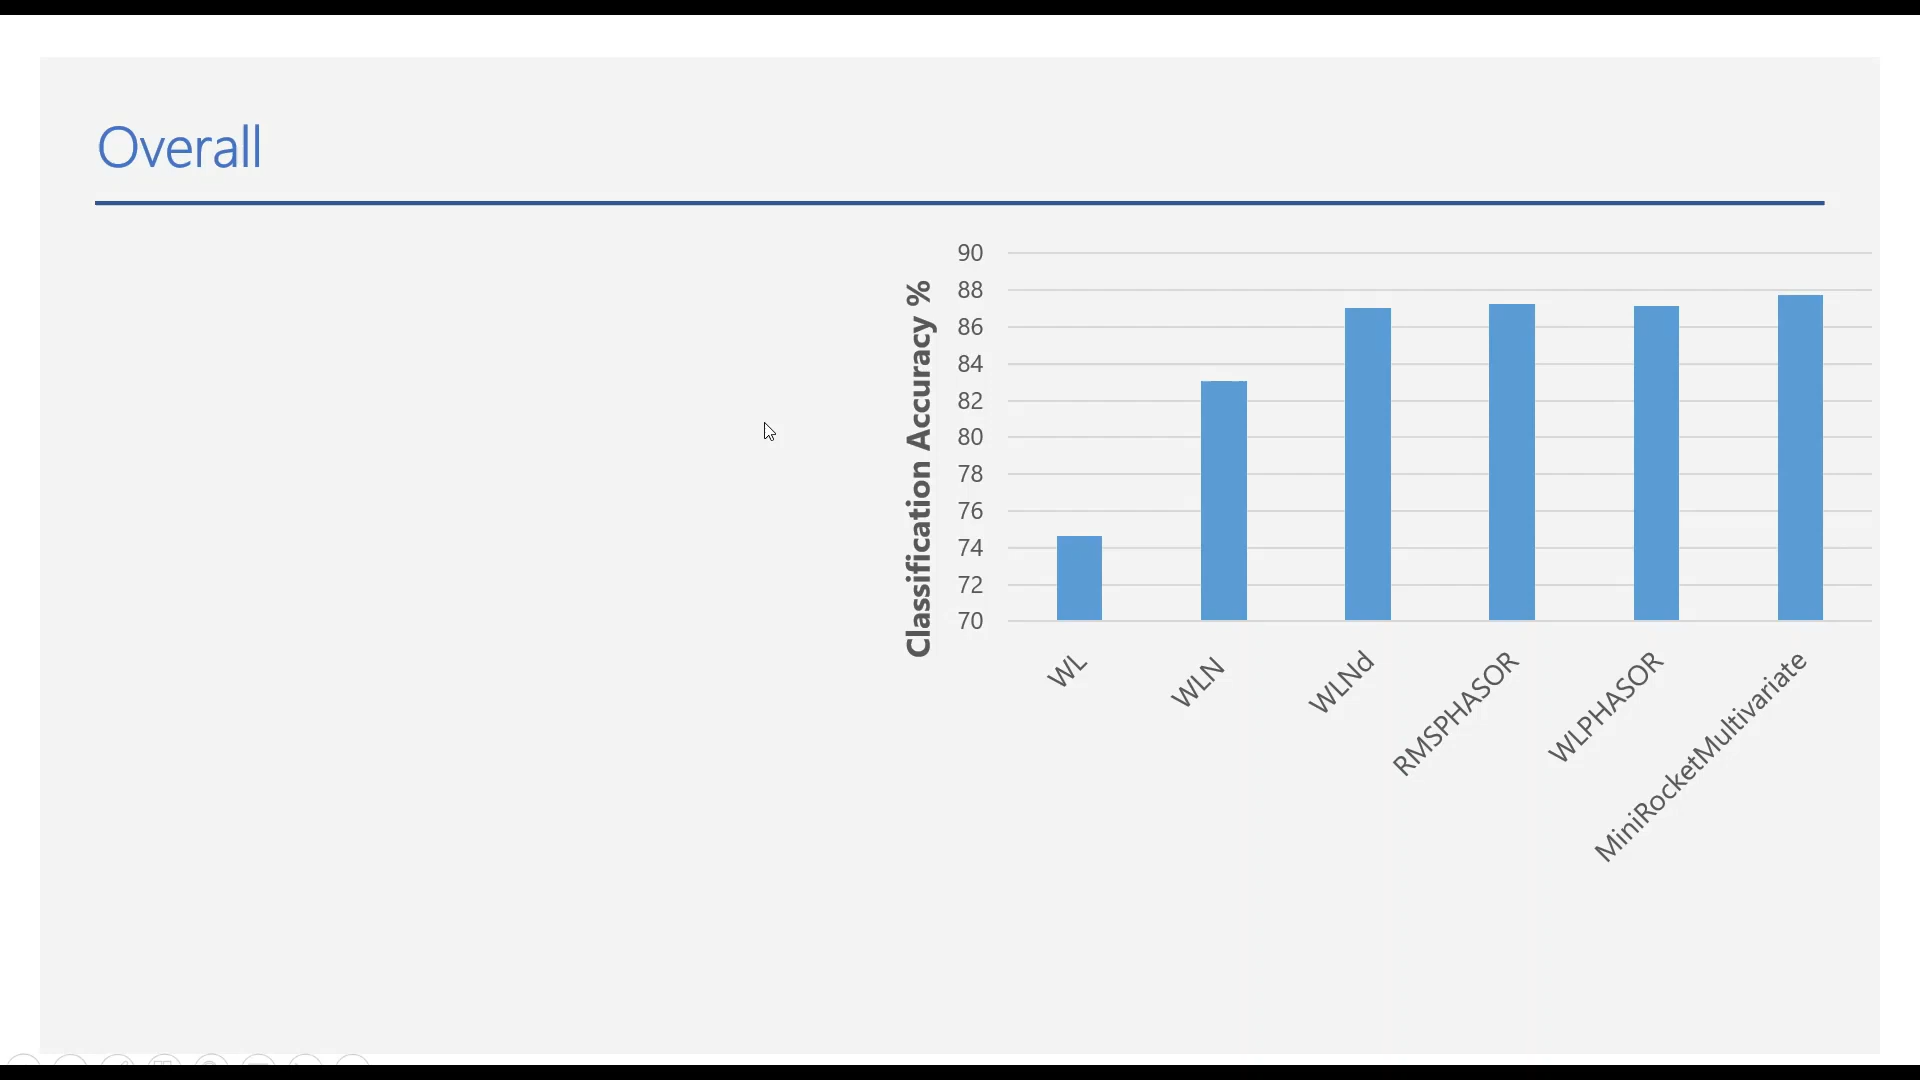 Overall
Classification Accuracy %
90
88
86
84
82
80
78
76
74
72
70
WL
WLN
WLNd
RMSPHASOR
WLPHASOR
MiniRocketMultivariate